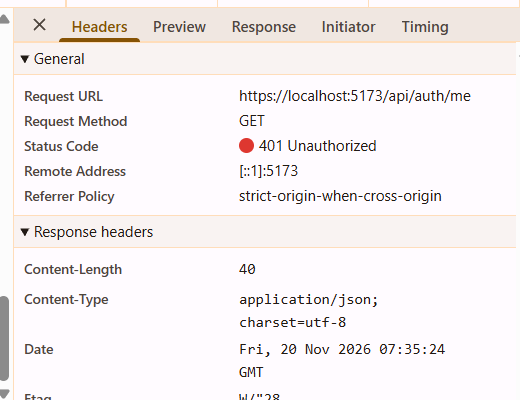 Headers Preview Response Initiator Timing
General
Request URL https://localhost:5173/api/auth/me
Request Method GET
Status Code 401 Unauthorized
Remote Address [::1]:5173
Referrer Policy strict-origin-when-cross-origin
Response headers
Content-Length 40
Content-Type application/json;
charset=utf-8
Date Fri, 20 Nov 2026 07:35:24
GMT
Etag W/"28